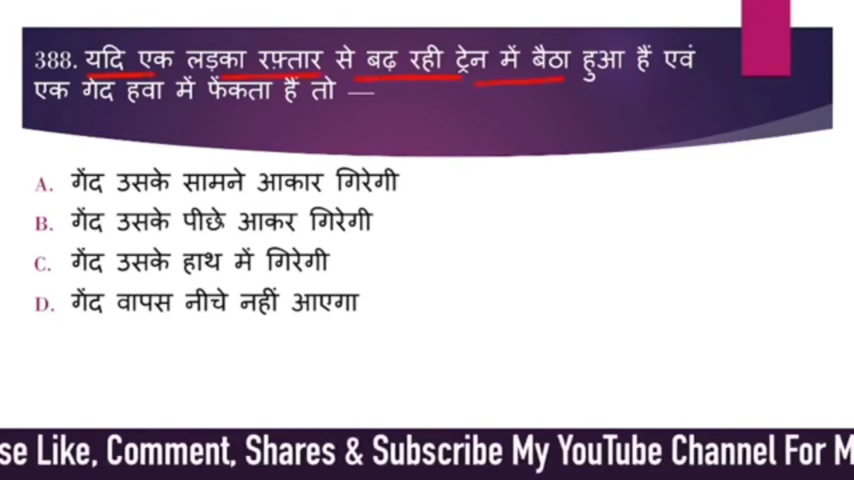 388. यदि एक लड़का रफ़्तार से बढ़ रही ट्रेन में बैठा हुआ हैं एवं
एक गेंद हवा में फेंकता हैं तो —
A. गेंद उसके सामने आकार गिरेगी
B. गेंद उसके पीछे आकर गिरेगी
C. गेंद उसके हाथ में गिरेगी
D. गेंद वापस नीचे नहीं आएगा
se Like, Comment, Shares & Subscribe My YouTube Channel For M